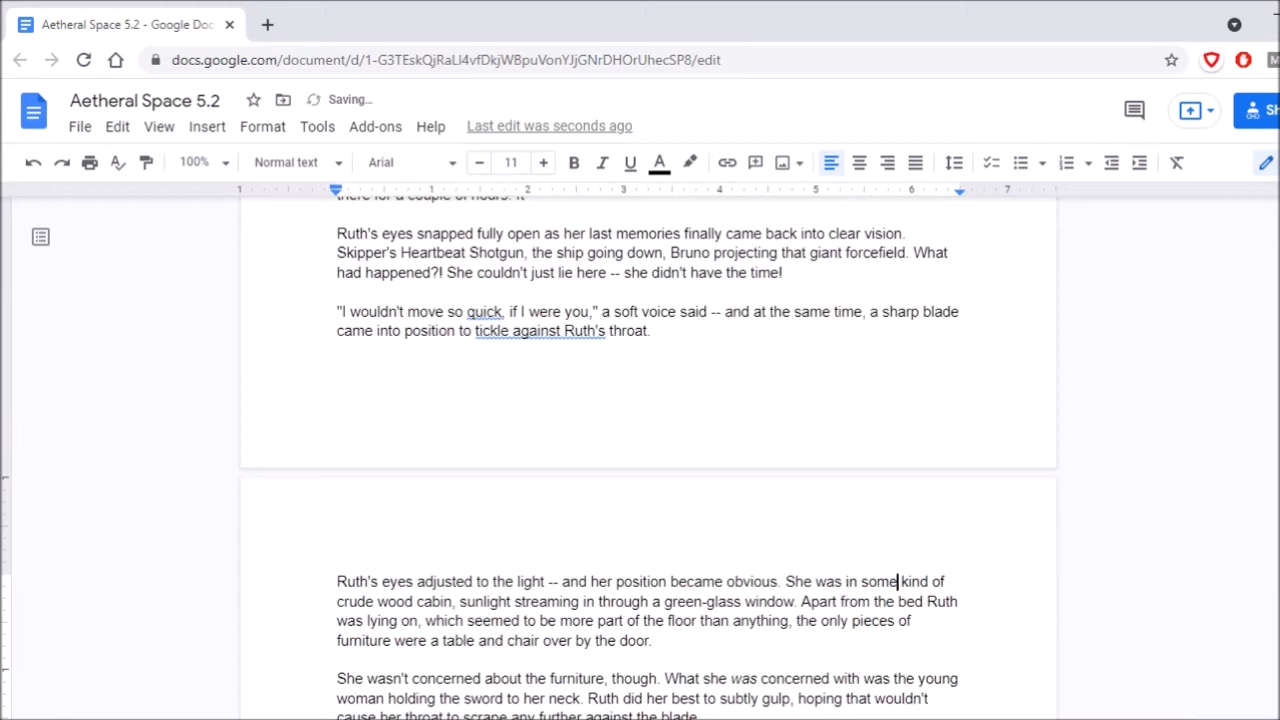 Aetheral Space 5.2 - Google Doc
docs.google.com/document/d/1-G3TEskQjRaLI4vfDkjWBpuVonYJjGNrDHOrUhecSP8/edit
Aetheral Space 5.2
Saving...
Sh
File Edit View Insert Format Tools Add-ons Help Last edit was seconds ago
100% Normal text Arial 11 B I U A
1 1 2 3 4 5 6 7
there for a couple of hours. It
Ruth's eyes snapped fully open as her last memories finally came back into clear vision.
Skipper's Heartbeat Shotgun, the ship going down, Bruno projecting that giant forcefield. What
had happened?! She couldn't just lie here -- she didn't have the time!
"I wouldn't move so quick, if I were you," a soft voice said -- and at the same time, a sharp blade
came into position to tickle against Ruth's throat.
Ruth's eyes adjusted to the light -- and her position became obvious. She was in some kind of
crude wood cabin, sunlight streaming in through a green-glass window. Apart from the bed Ruth
was lying on, which seemed to be more part of the floor than anything, the only pieces of
furniture were a table and chair over by the door.
She wasn't concerned about the furniture, though. What she was concerned with was the young
woman holding the sword to her neck. Ruth did her best to subtly gulp, hoping that wouldn't
cause her throat to scrape any further against the blade.